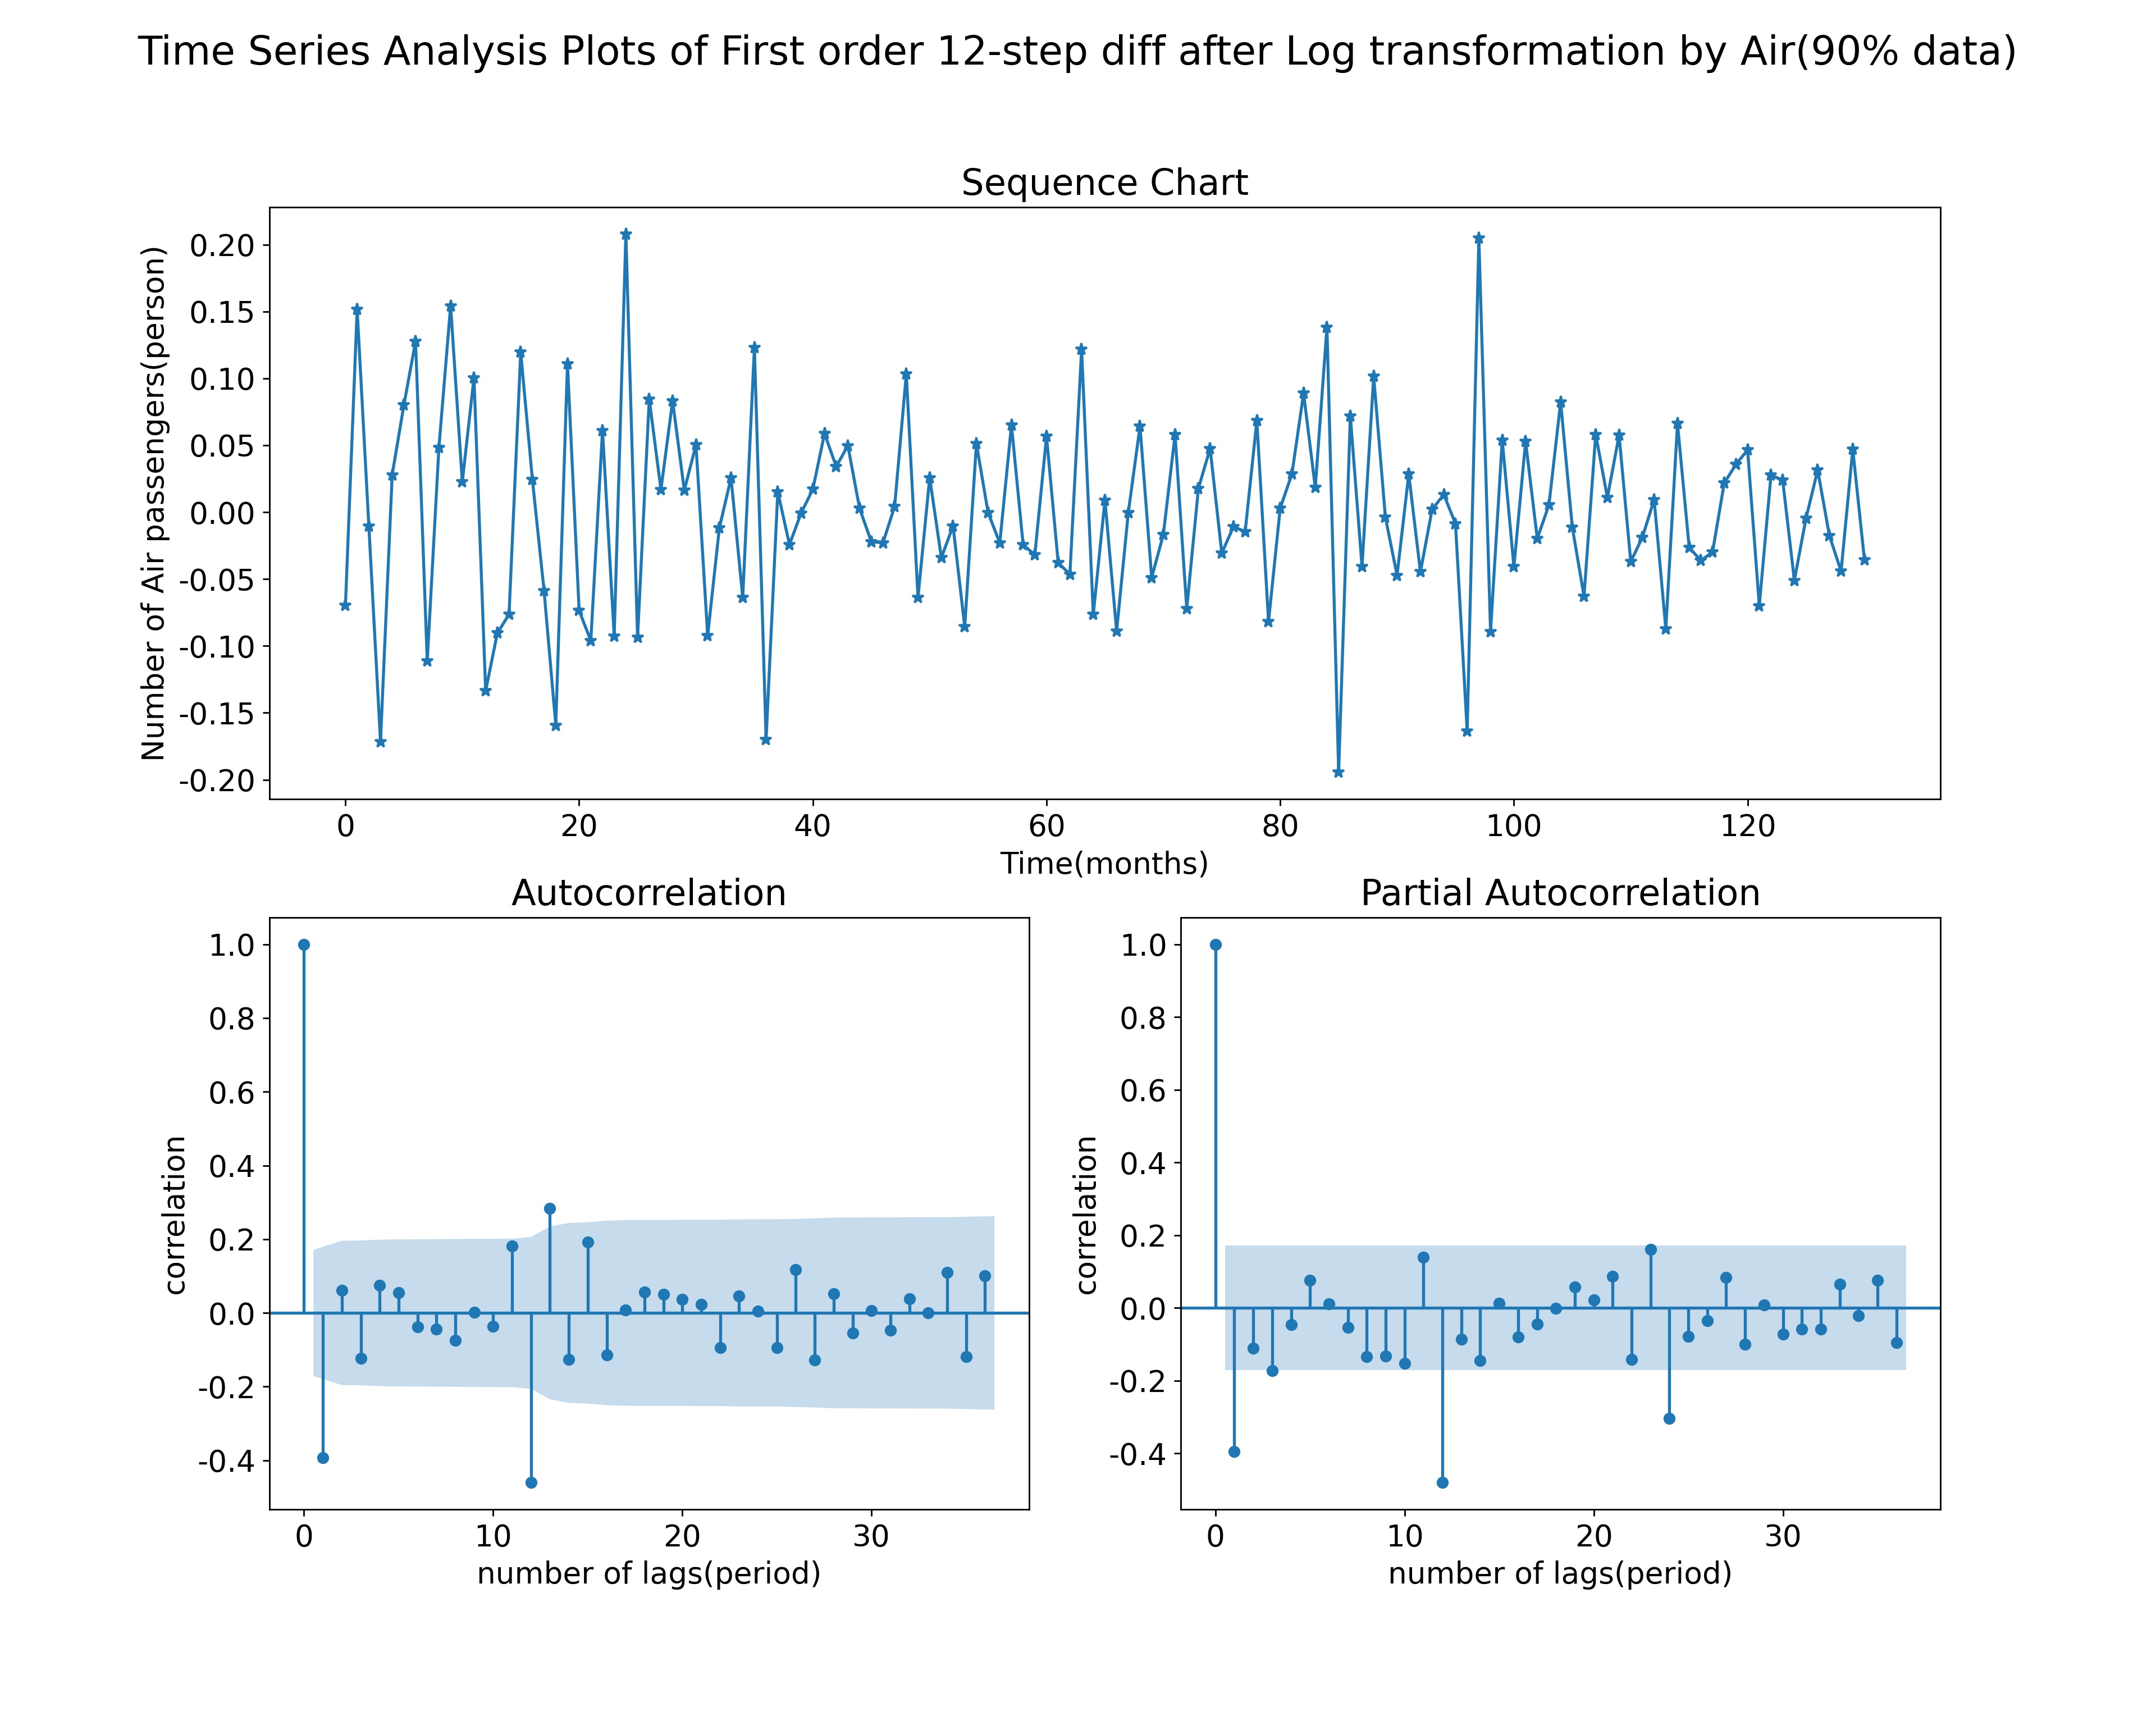 Time Series Analysis Plots of First order 12-step diff after Log transformation by Air(90% data)
Sequence Chart
Number of Air passengers(person)
0.20
0.15
0.10
0.05
0.00
-0.05
-0.10
-0.15
-0.20
0 20 40 60 80 100 120
Time(months)
Autocorrelation
correlation
1.0
0.8
0.6
0.4
0.2
0.0
-0.2
-0.4
0 10 20 30
number of lags(period)
Partial Autocorrelation
correlation
1.0
0.8
0.6
0.4
0.2
0.0
-0.2
-0.4
0 10 20 30
number of lags(period)